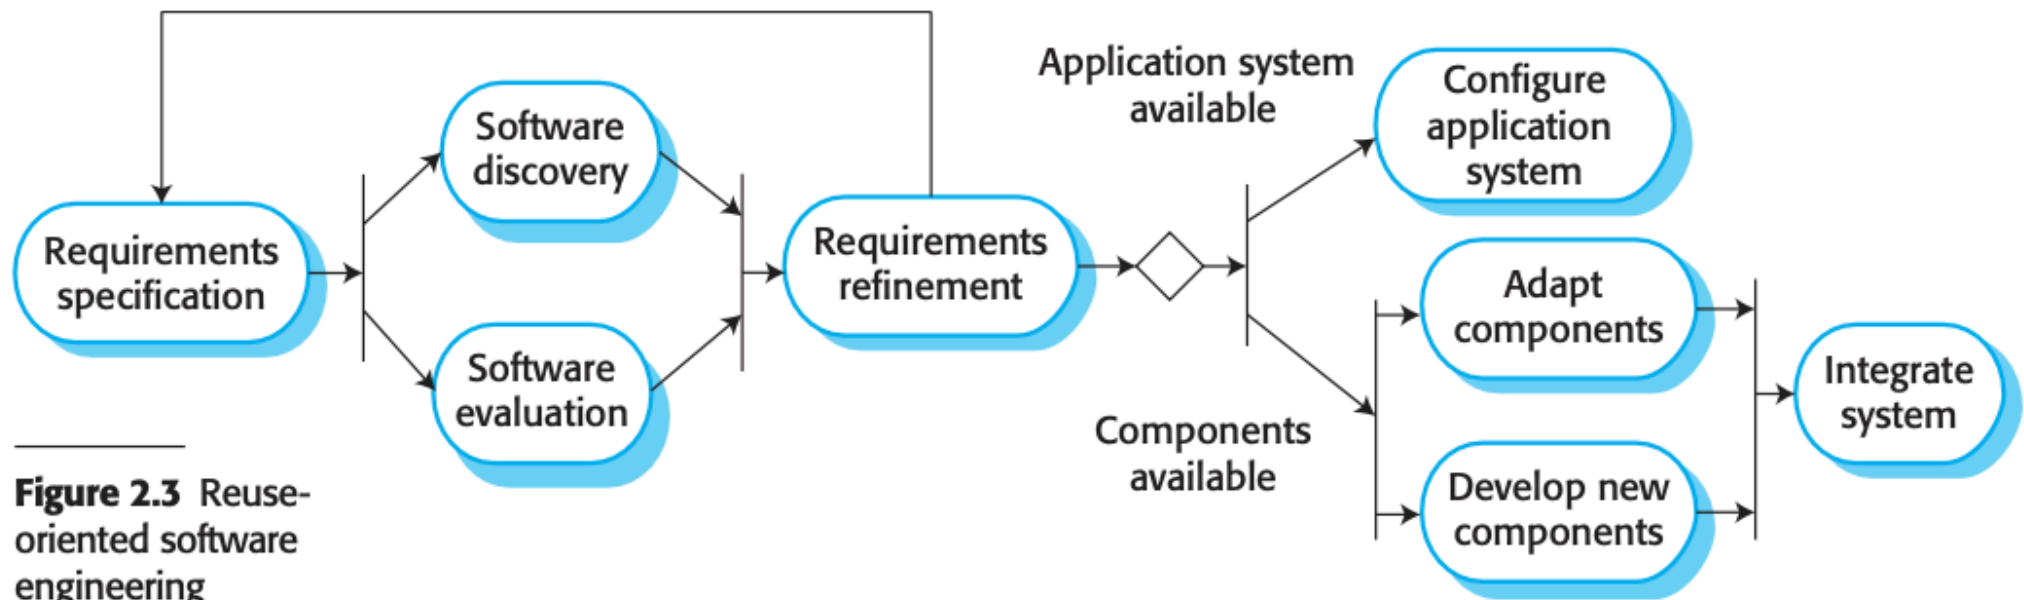 Requirements
specification
Software
discovery
Software
evaluation
Requirements
refinement
Application system
available
Components
available
Configure
application
system
Adapt
components
Develop new
components
Integrate
system
Figure 2.3 Reuse-
oriented software
engineering